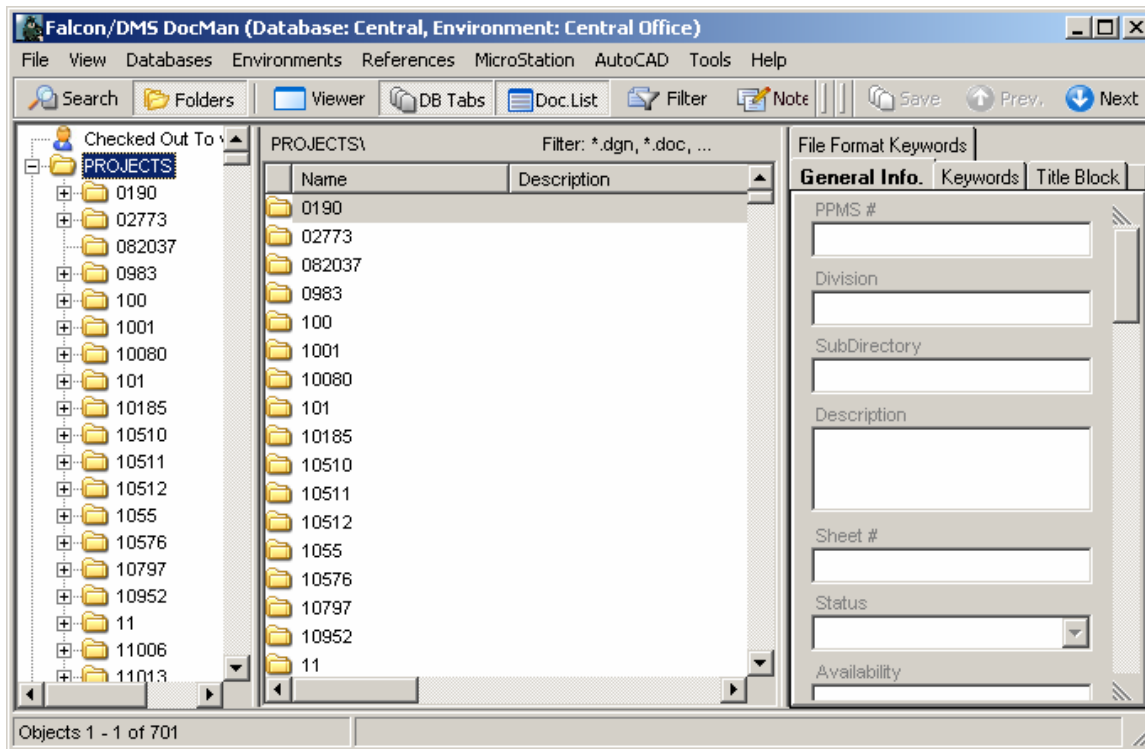 Falcon/DMS DocMan (Database: Central, Environment: Central Office)
File View Databases Environments References MicroStation AutoCAD Tools Help
Search Folders Viewer DB Tabs Doc.List Filter Note Save Prev. Next
Checked Out To
PROJECTS
0190
02773
082037
0983
100
1001
10080
101
10185
10510
10511
10512
1055
10576
10797
10952
11
11006
11013
PROJECTS\ Filter: *.dgn, *.doc, ...
Name Description
0190
02773
082037
0983
100
1001
10080
101
10185
10510
10511
10512
1055
10576
10797
10952
11
File Format Keywords
General Info. Keywords Title Block
PPMS #
Division
SubDirectory
Description
Sheet #
Status
Availability
Objects 1 - 1 of 701